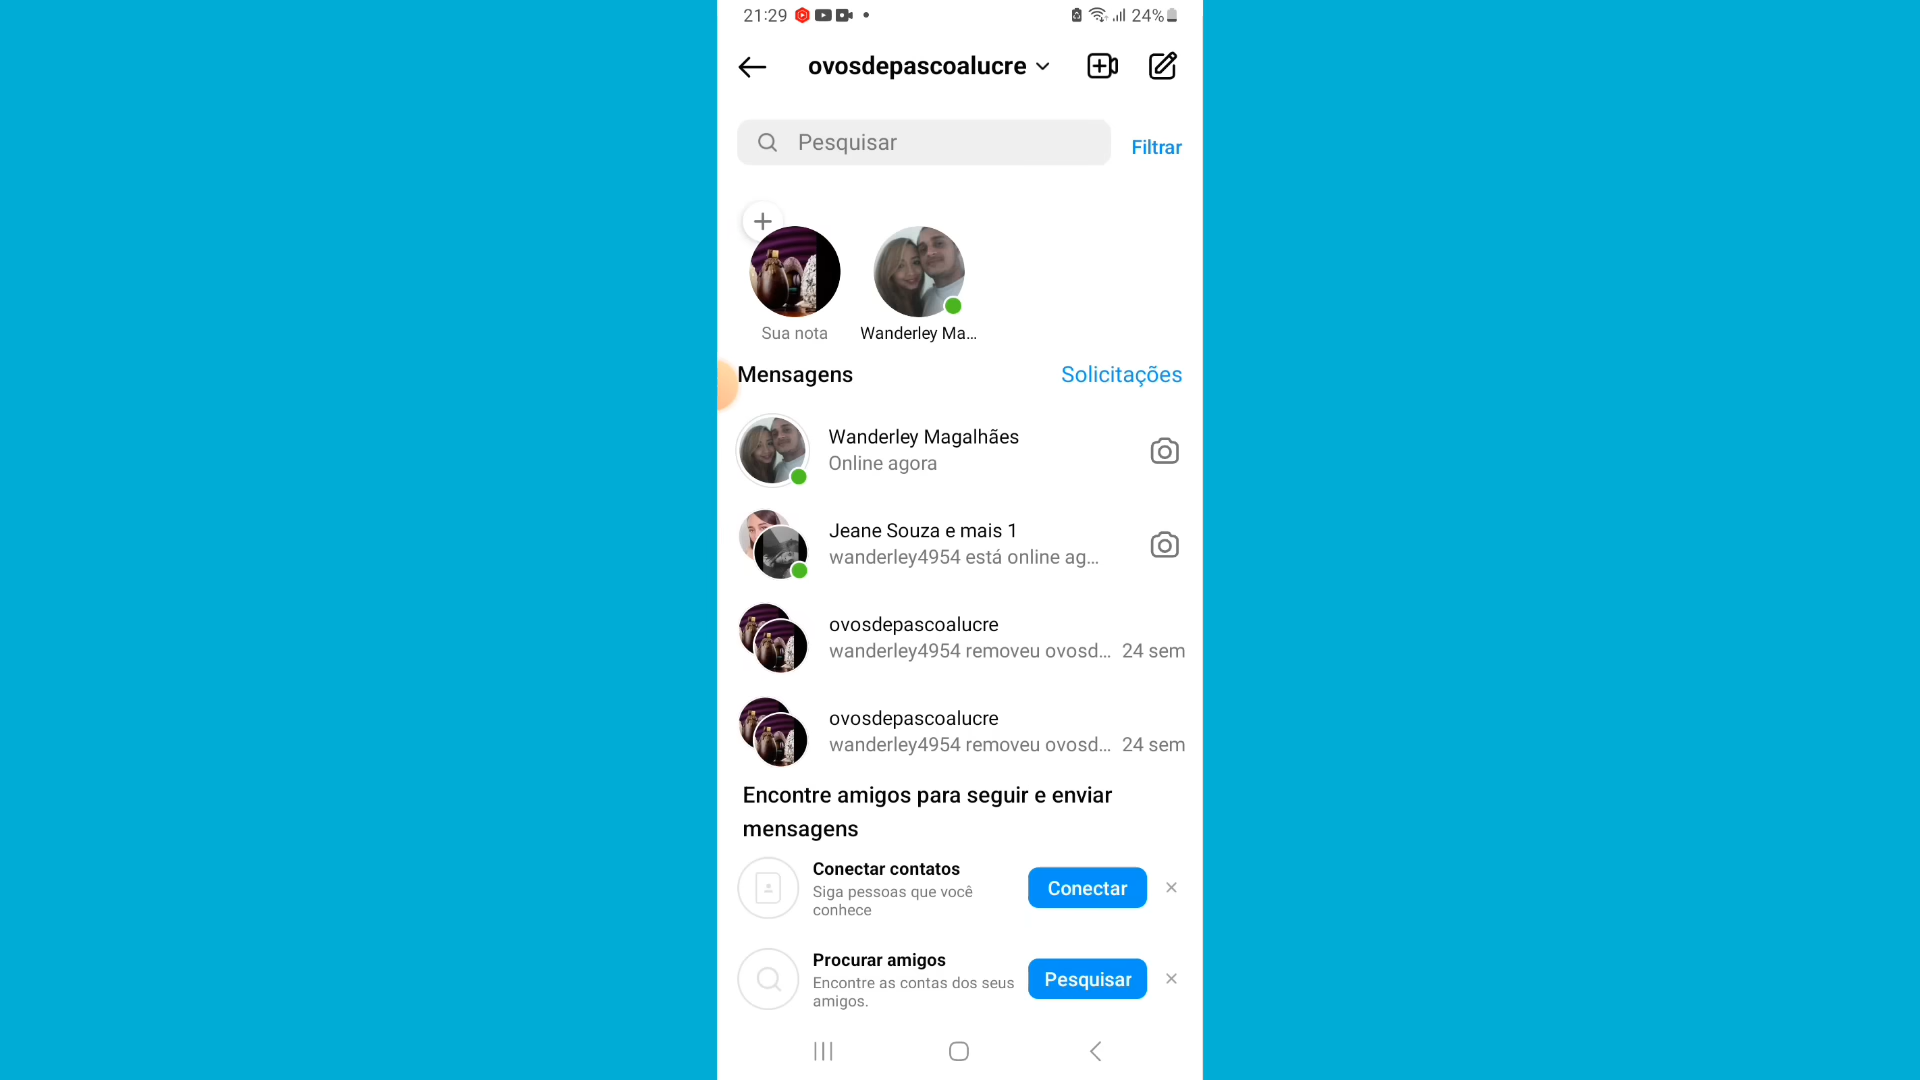 21:29
24%
ovosdepascoalucre
Pesquisar
Filtrar
Sua nota
Wanderley Ma...
Mensagens
Solicitações
Wanderley Magalhães
Online agora
Jeane Souza e mais 1
wanderley4954 está online ag...
ovosdepascoalucre
wanderley4954 removeu ovosd... 24 sem
ovosdepascoalucre
wanderley4954 removeu ovosd... 24 sem
Encontre amigos para seguir e enviar
mensagens
Conectar contatos
Siga pessoas que você
conhece
Conectar
Procurar amigos
Encontre as contas dos seus
amigos.
Pesquisar